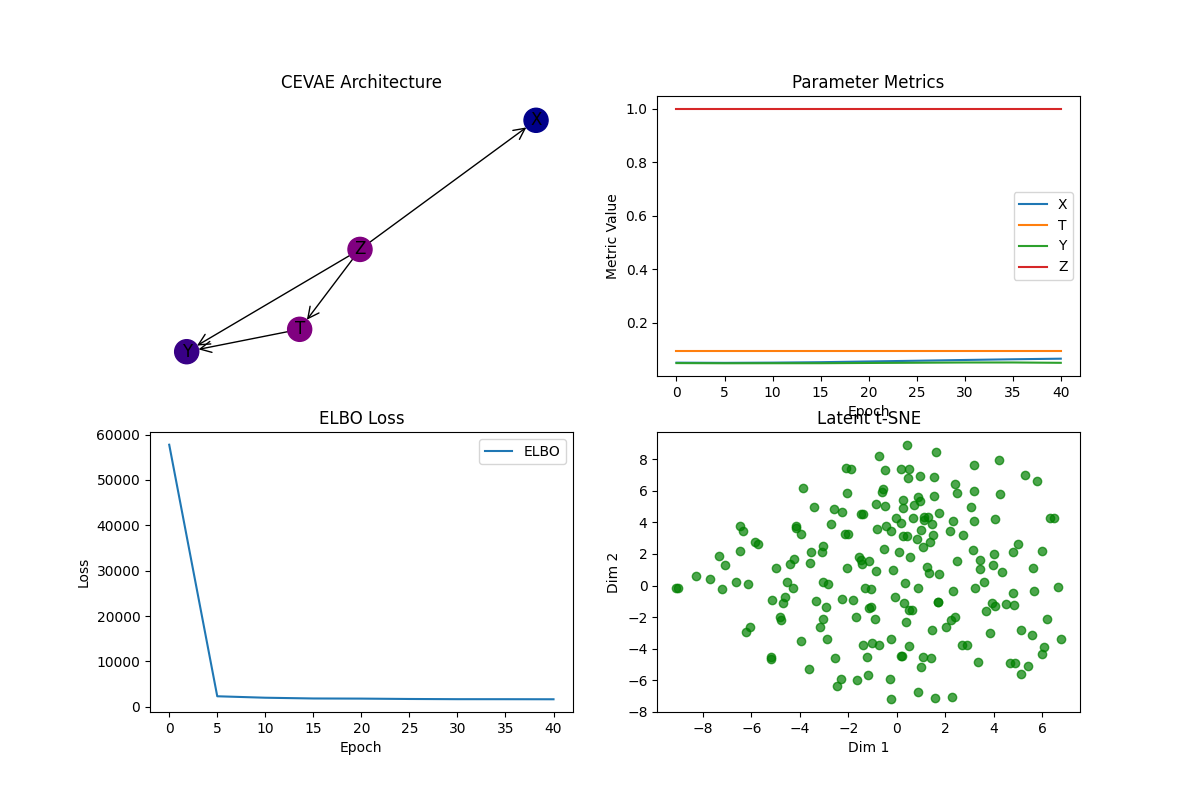 CEVAE Architecture
X
Z
T
Y
Parameter Metrics
Metric Value
1.0
0.8
0.6
0.4
0.2
X
T
Y
Z
0 5 10 15 20 25 30 35 40
Epoch
ELBO Loss
Loss
60000
50000
40000
30000
20000
10000
0
ELBO
0 5 10 15 20 25 30 35 40
Epoch
Latent t-SNE
Dim 2
8
6
4
2
0
−2
−4
−6
−8
−8 −6 −4 −2 0 2 4 6
Dim 1